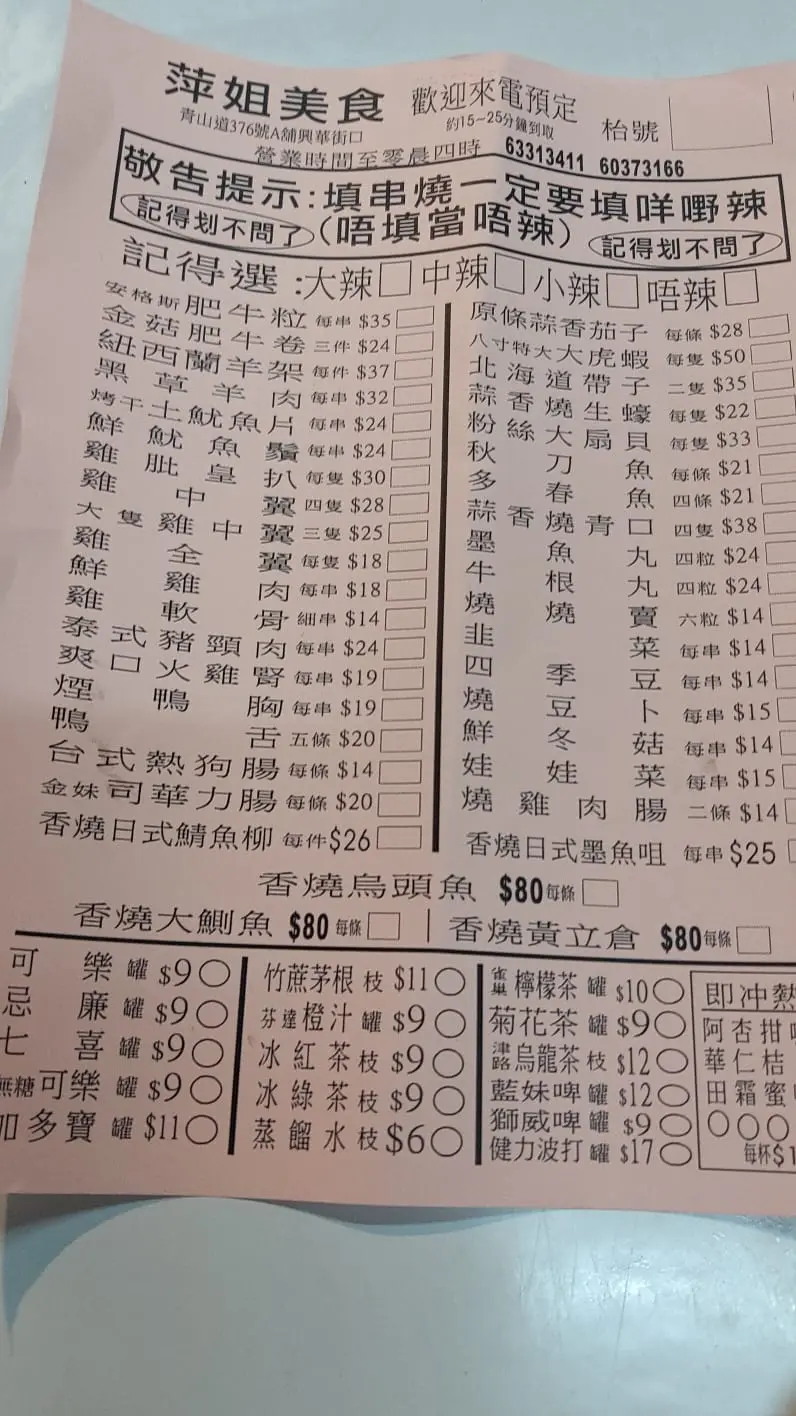 萍姐美食 歡迎來電預定
青山道376號A舖興華街口 約15~25分鐘到取 枱號
營業時間至零晨四時 63313411 60373166
敬告提示:填串燒一定要填咩嘢辣
記得划不問了 (唔填當唔辣) 記得划不問了
記得選:大辣 中辣 小辣 唔辣
安格斯肥牛粒 每串 $35
金菇肥牛卷 三件 $24
紐西蘭羊架 每件 $37
黑草羊肉 每串 $32
烤干土魷魚片 每串 $24
鮮魷魚鬚 每串 $24
雞肶皇扒 每隻 $30
雞中翼 四隻 $28
大隻雞中翼 三隻 $25
雞全翼 每隻 $18
鮮雞肉 每串 $18
雞軟骨 細串 $14
泰式豬頸肉 每串 $24
爽口火雞腎 每串 $19
煙鴨胸 每串 $19
鴨舌 五條 $20
台式熱狗腸 每條 $14
金妹司華力腸 每條 $20
香燒日式鯖魚柳 每件 $26
原條蒜香茄子 每條 $28
八寸特大大虎蝦 每隻 $50
北海道帶子 二隻 $35
蒜香燒生蠔 每隻 $22
粉絲大扇貝 每隻 $33
秋刀魚 每條 $21
多春魚 四條 $21
蒜香燒青口 四隻 $38
墨魚丸 四粒 $24
牛根丸 四粒 $24
燒燒賣 六粒 $14
韭菜 每串 $14
四季豆 每串 $14
燒豆卜 每串 $15
鮮冬菇 每串 $14
娃娃菜 每串 $15
燒雞肉腸 二條 $14
香燒日式墨魚咀 每串 $25
香燒烏頭魚 $80每條
香燒大鰂魚 $80每條
香燒黃立倉 $80每條
可樂 罐 $9
忌廉 罐 $9
七喜 罐 $9
無糖可樂 罐 $9
加多寶 罐 $11
竹蔗茅根 枝 $11
芬達橙汁 罐 $9
冰紅茶 枝 $9
冰綠茶 枝 $9
蒸餾水 枝 $6
雀巢檸檬茶 罐 $10
菊花茶 罐 $9
津路烏龍茶 枝 $12
藍妹啤 罐 $12
獅威啤 罐 $9
健力波打 罐 $17
即冲熱
阿杏柑
華仁桔
田霜蜜
每杯$1